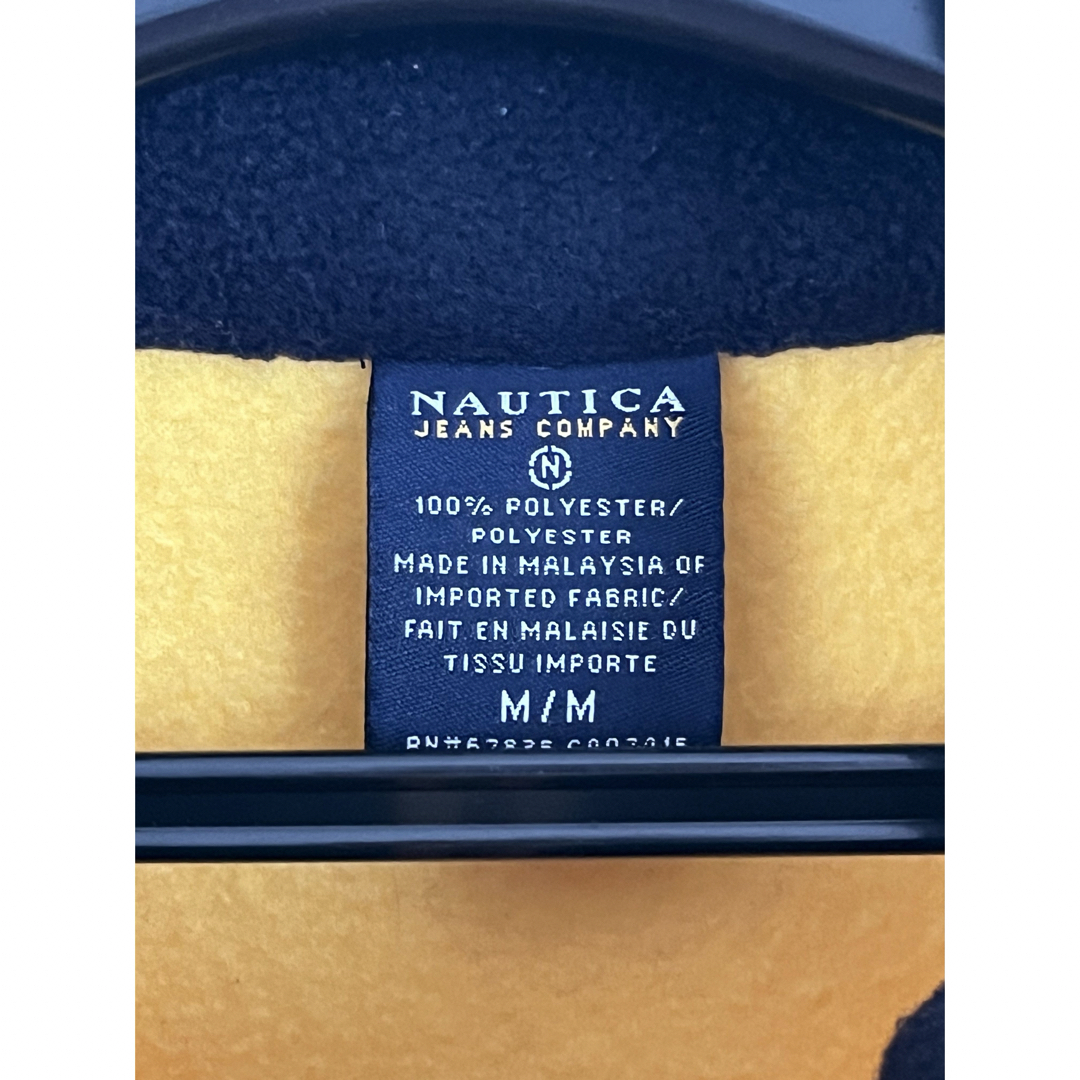 NAUTICA
JEANS COMPANY
N
100% POLYESTER/
POLYESTER
MADE IN MALAYSIA OF
IMPORTED FABRIC/
FAIT EN MALAISIE DU
TISSU IMPORTE
M/M